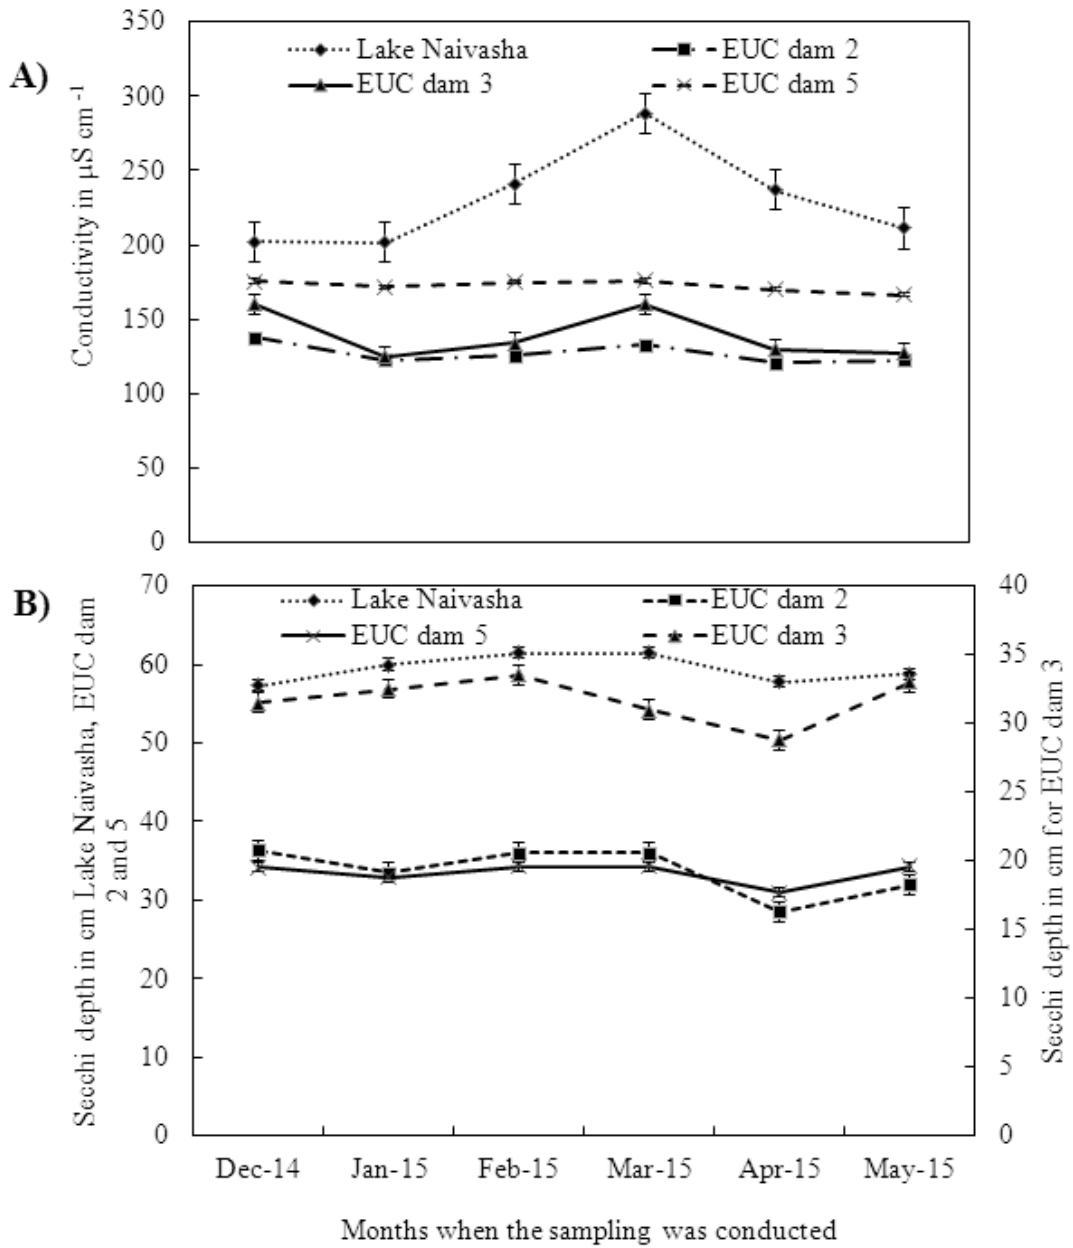 A)
Conductivity in µS cm⁻¹
350
300
250
200
150
100
50
0
Lake Naivasha
EUC dam 2
EUC dam 3
EUC dam 5
B)
Secchi depth in cm Lake Naivasha, EUC dam
2 and 5
70
60
50
40
30
20
10
0
Lake Naivasha
EUC dam 2
EUC dam 5
EUC dam 3
40
35
30
25
20
15
10
5
0
Secchi depth in cm for EUC dam 3
Dec-14 Jan-15 Feb-15 Mar-15 Apr-15 May-15
Months when the sampling was conducted